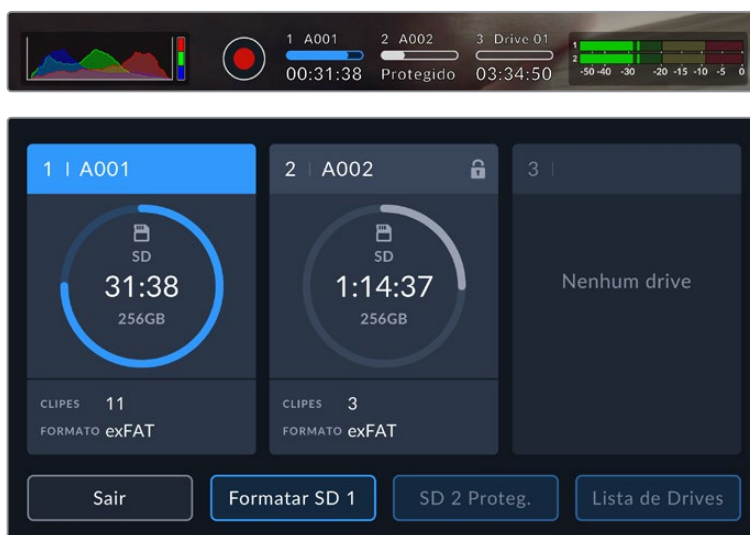 1 A001 2 A002 3 Drive 01
00:31:38 Protegido 03:34:50
1
2
-50 -40 -30 -20 -15 -10 -5 0
1 | A001
SD
31:38
256GB
CLIPES 11
FORMATO exFAT
2 | A002
SD
1:14:37
256GB
CLIPES 3
FORMATO exFAT
3 |
Nenhum drive
Sair
Formatar SD 1
SD 2 Proteg.
Lista de Drives